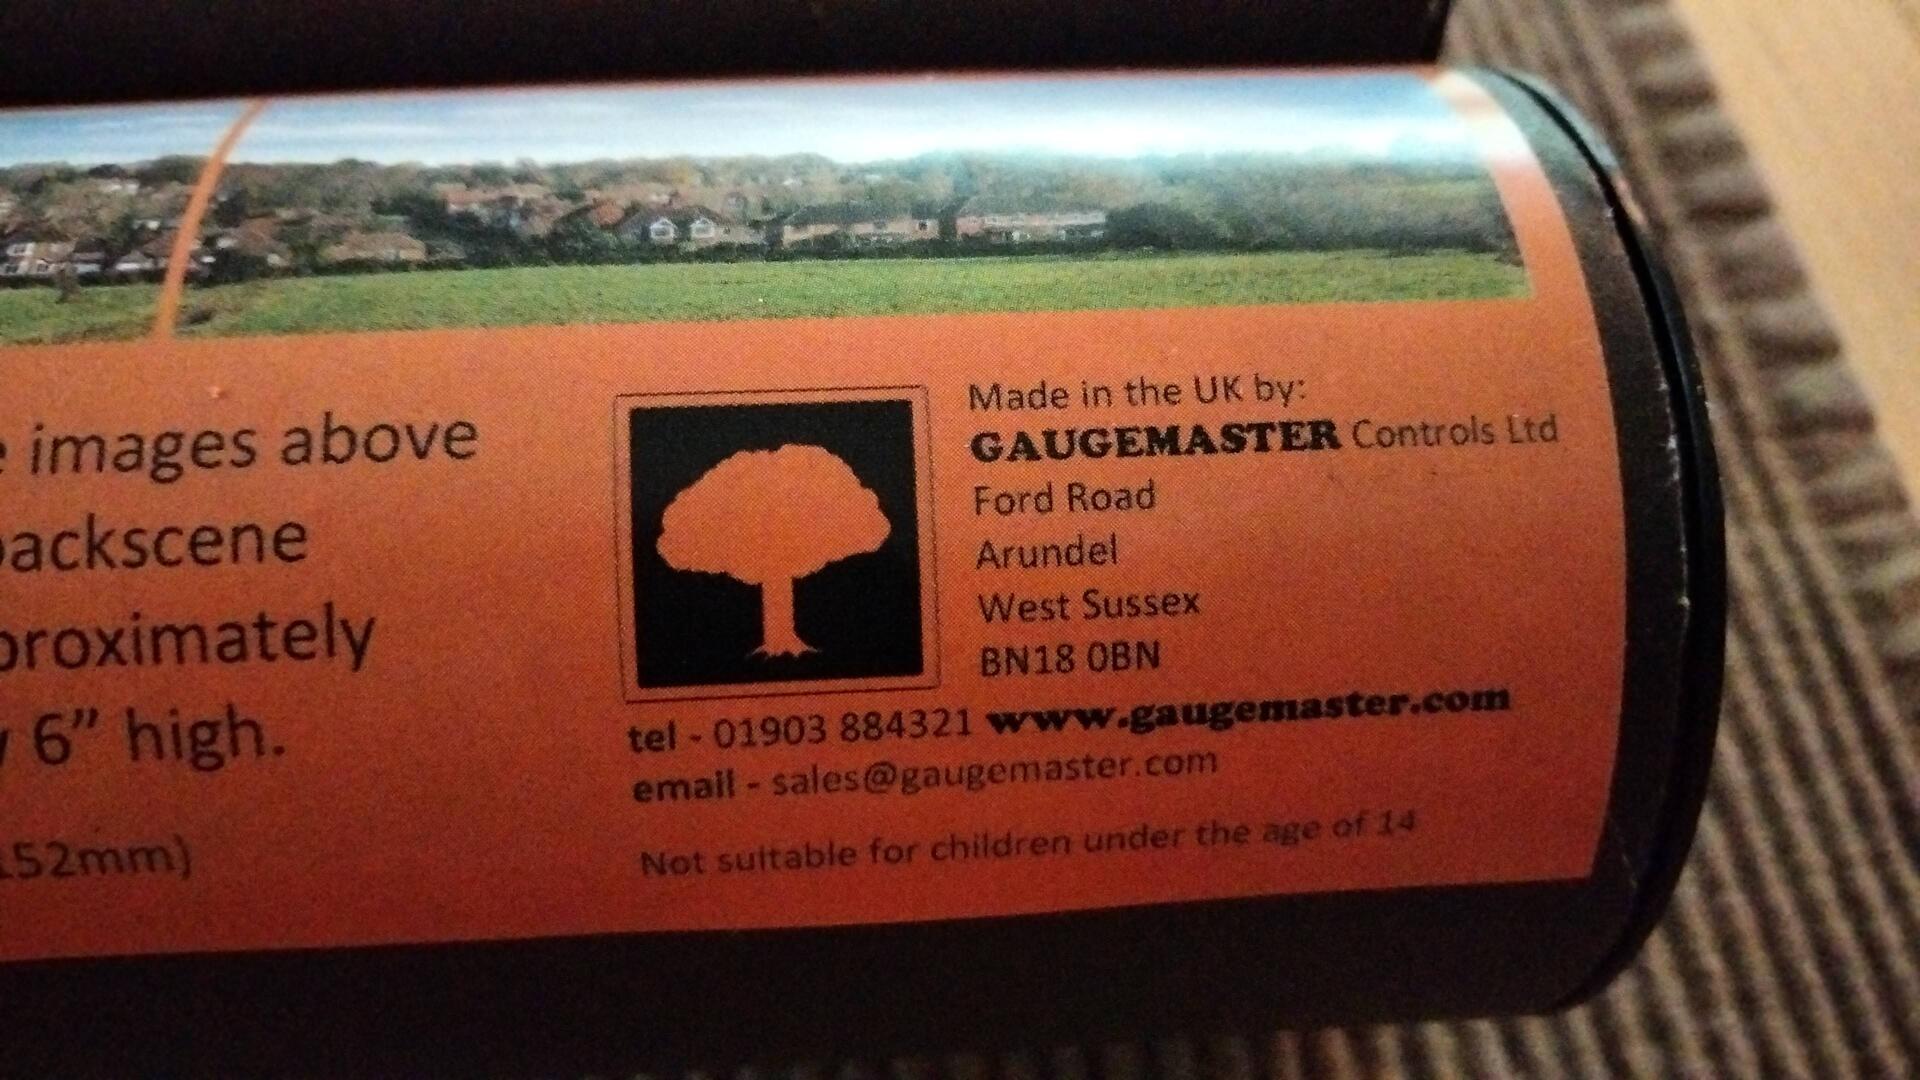 images above
backscene
proximately
6" high.
152mm)
Made in the UK by:
GAUGEMASTER Controls Ltd
Ford Road
Arundel
West Sussex
BN18 0BN
tel - 01903 884321 www.gaugemaster.com
email - sales@gaugemaster.com
Not suitable for children under the age of 14